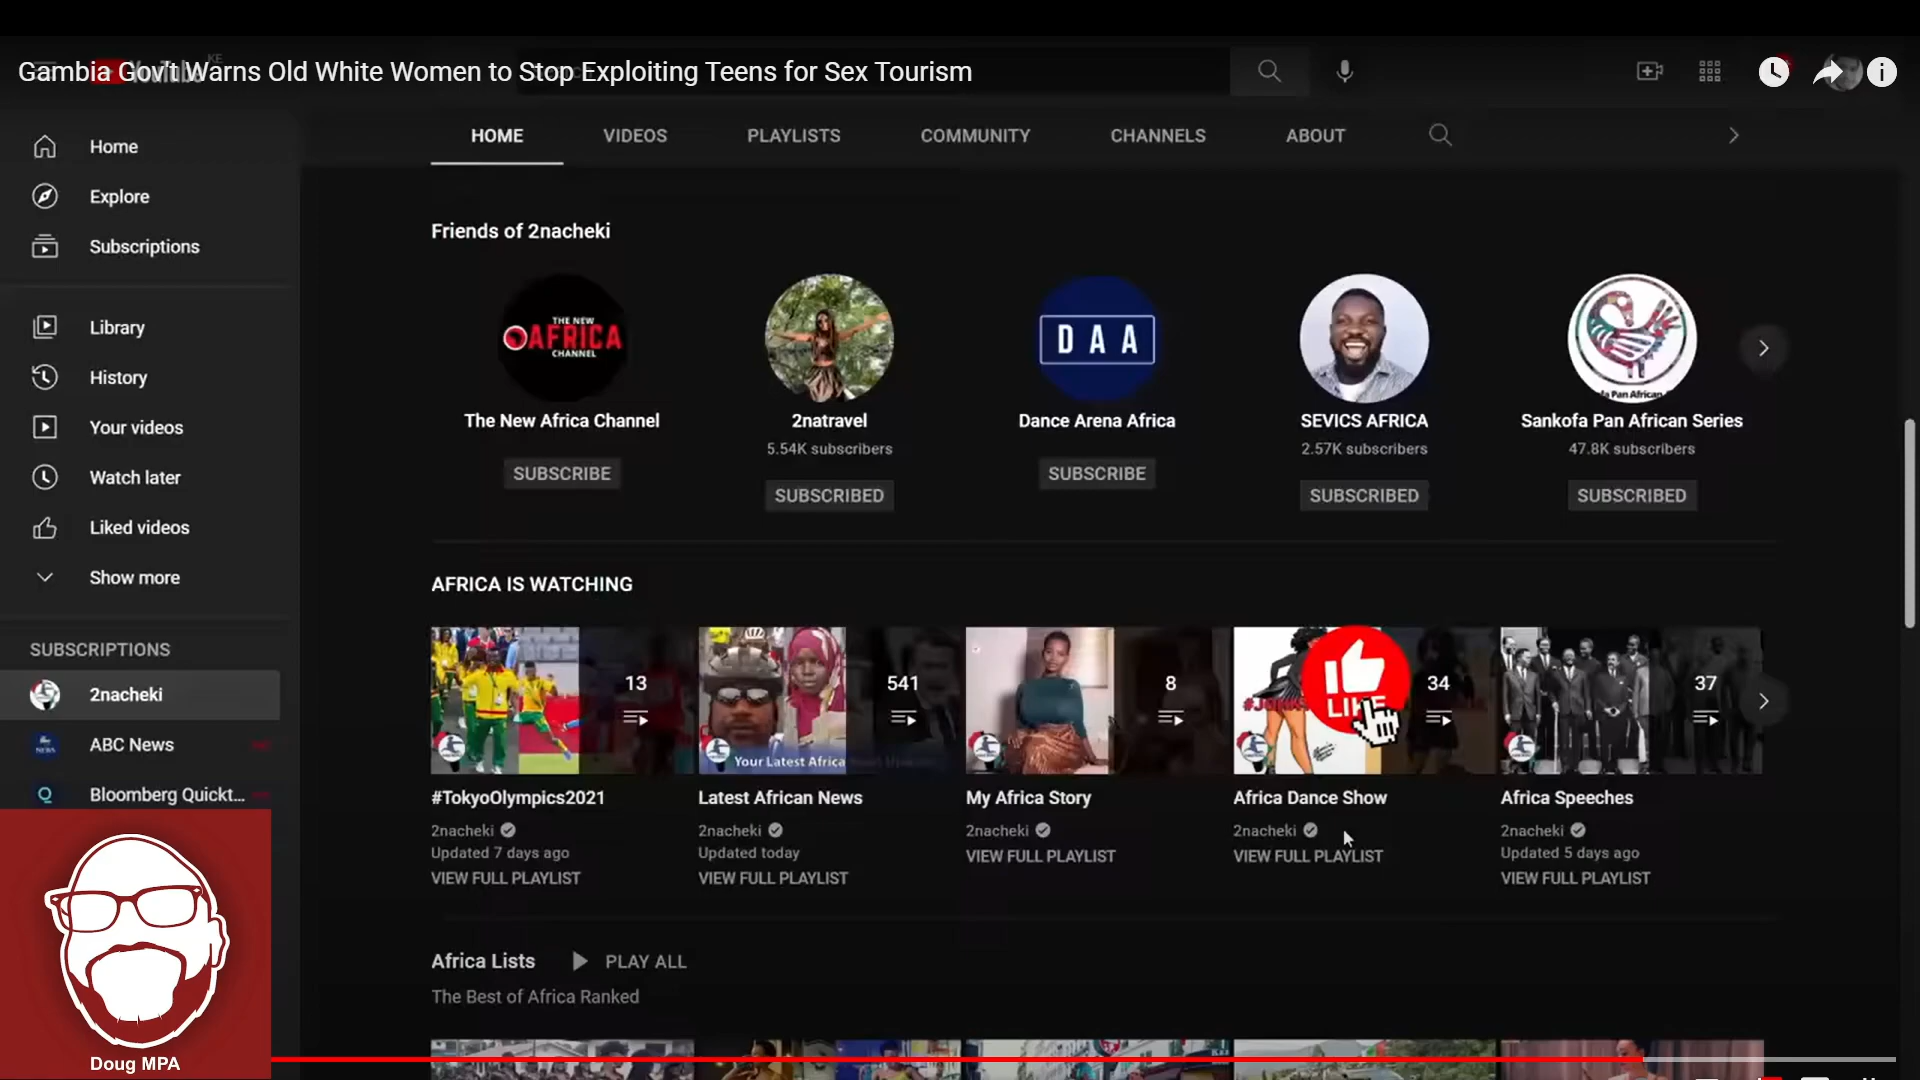 Gambia Gov't Warns Old White Women to Stop Exploiting Teens for Sex Tourism
YouTube KE
Home
Explore
Subscriptions
Library
History
Your videos
Watch later
Liked videos
Show more
SUBSCRIPTIONS
2nacheki
ABC News
Bloomberg Quickt...
HOME VIDEOS PLAYLISTS COMMUNITY CHANNELS ABOUT
Friends of 2nacheki
THE NEW
AFRICA
CHANNEL
DAA
The New Africa Channel
SUBSCRIBE
2natravel
5.54K subscribers
SUBSCRIBED
Dance Arena Africa
SUBSCRIBE
SEVICS AFRICA
2.57K subscribers
SUBSCRIBED
Sankofa Pan African Series
47.8K subscribers
SUBSCRIBED
AFRICA IS WATCHING
13
#TokyoOlympics2021
2nacheki
Updated 7 days ago
VIEW FULL PLAYLIST
541
Your Latest Africa
Latest African News
2nacheki
Updated today
VIEW FULL PLAYLIST
8
My Africa Story
2nacheki
VIEW FULL PLAYLIST
LIKE
34
Africa Dance Show
2nacheki
VIEW FULL PLAYLIST
37
Africa Speeches
2nacheki
Updated 5 days ago
VIEW FULL PLAYLIST
Africa Lists PLAY ALL
The Best of Africa Ranked
Doug MPA